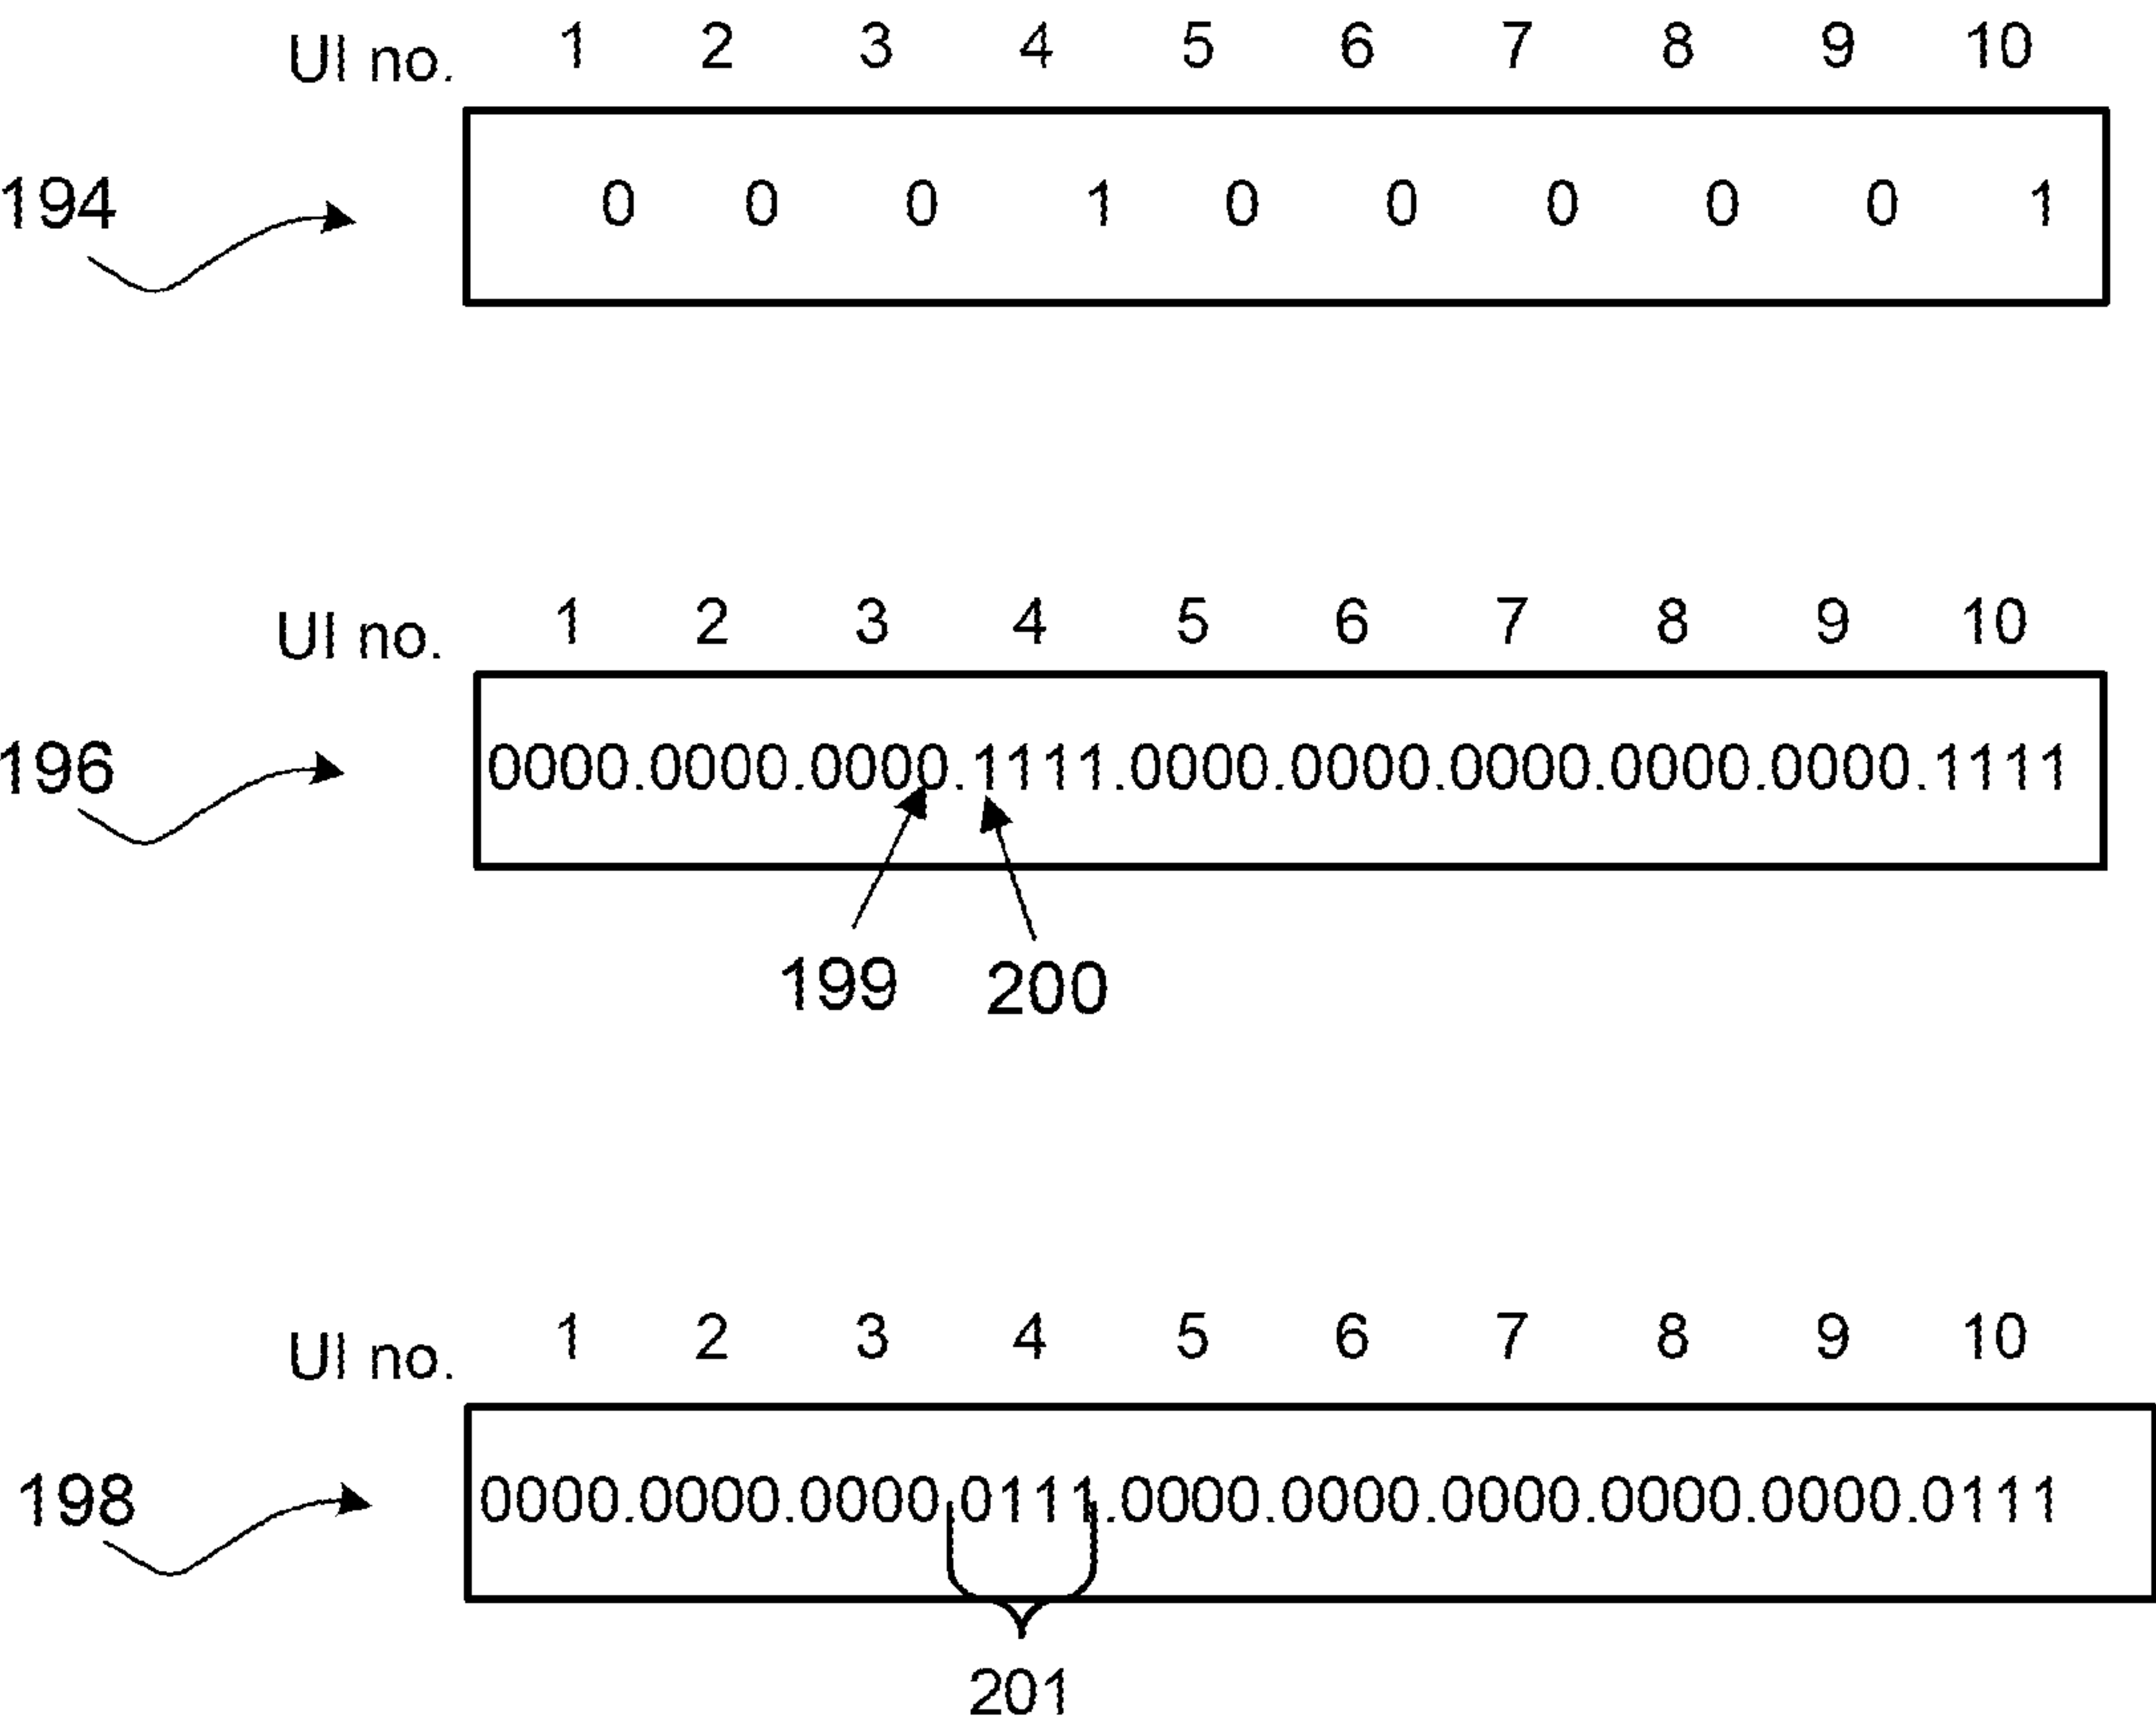 UI no. 1 2 3 4 5 6 7 8 9 10
194 0 0 0 1 0 0 0 0 0 1
UI no. 1 2 3 4 5 6 7 8 9 10
196 0000.0000.0000.1111.0000.0000.0000.0000.0000.1111
199 200
UI no. 1 2 3 4 5 6 7 8 9 10
198 0000.0000.0000.0111.0000.0000.0000.0000.0000.0111
201